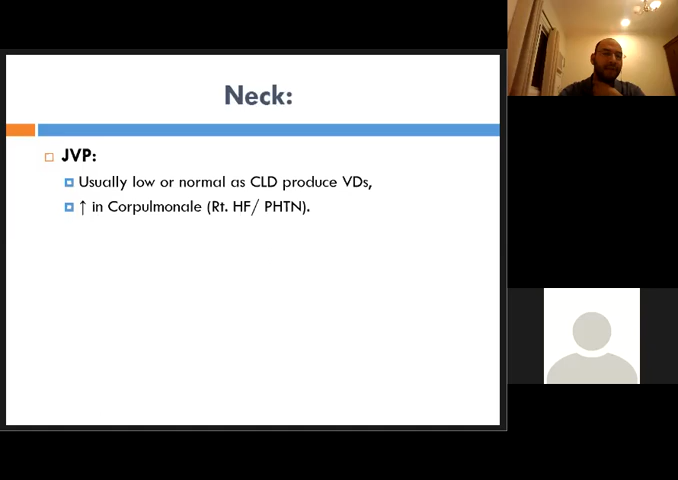 Neck:
JVP:
Usually low or normal as CLD produce VDs,
↑ in Corpulmonale (Rt. HF/ PHTN).